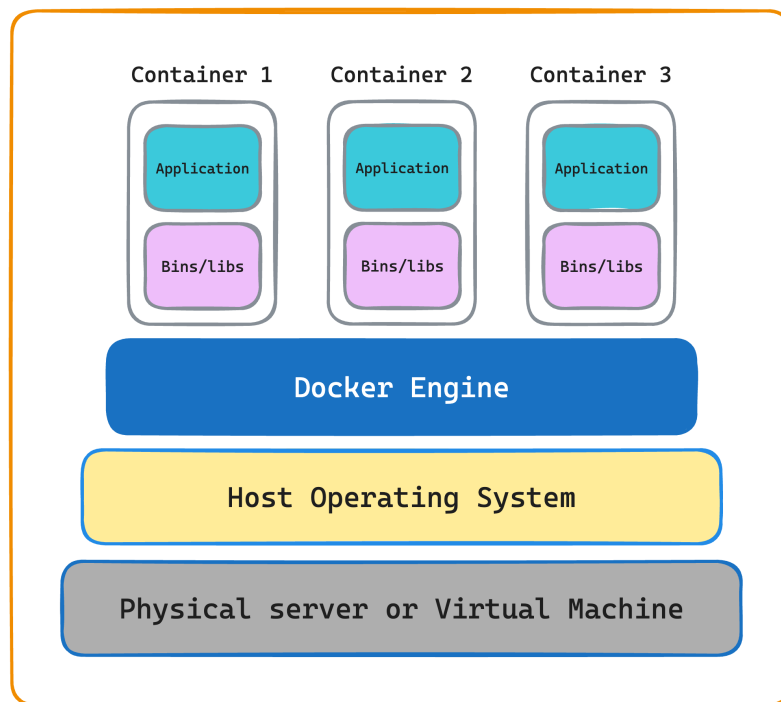 Container 1
Container 2
Container 3
Application
Application
Application
Bins/libs
Bins/libs
Bins/libs
Docker Engine
Host Operating System
Physical server or Virtual Machine